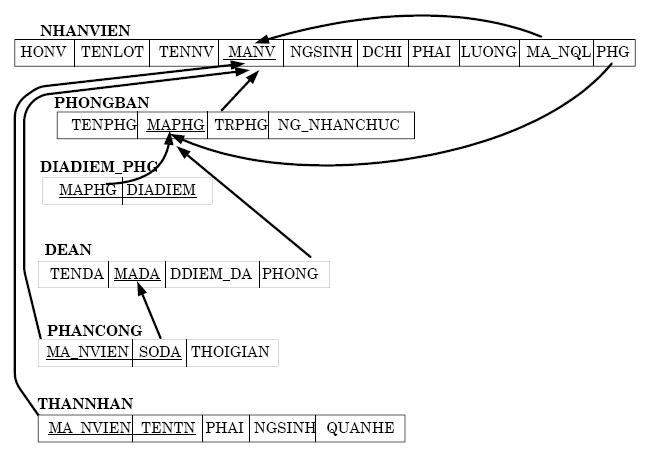 NHANVIEN
HONV TENLOT TENNV MANV NGSINH DCHI PHAI LUONG MA_NQL PHG
PHONGBAN
TENPHG MAPHG TRPHG NG_NHANCHUC
DIADIEM_PHG
MAPHG DIADIEM
DEAN
TENDA MADA DDIEM_DA PHONG
PHANCONG
MA_NVIEN SODA THOIGIAN
THANNHAN
MA_NVIEN TENTN PHAI NGSINH QUANHE